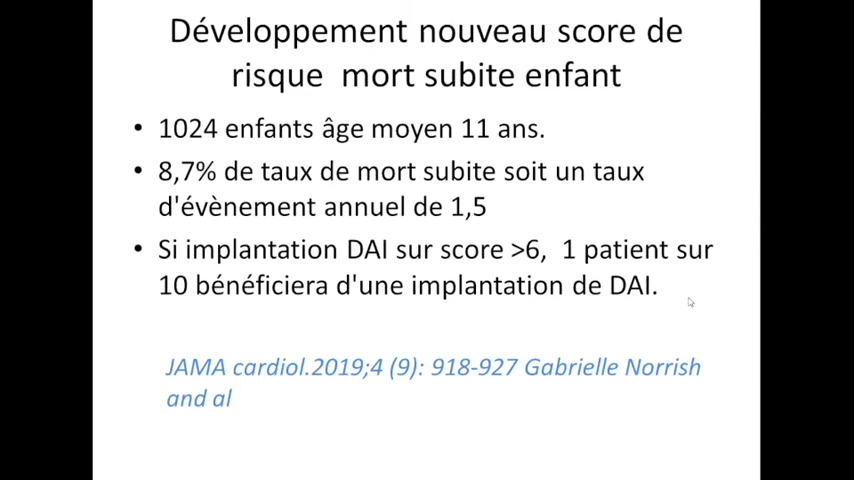 Développement nouveau score de
risque mort subite enfant
• 1024 enfants âge moyen 11 ans.
• 8,7% de taux de mort subite soit un taux
d'évènement annuel de 1,5
• Si implantation DAI sur score >6, 1 patient sur
10 bénéficiera d'une implantation de DAI.
JAMA cardiol.2019;4 (9): 918-927 Gabrielle Norrish
and al